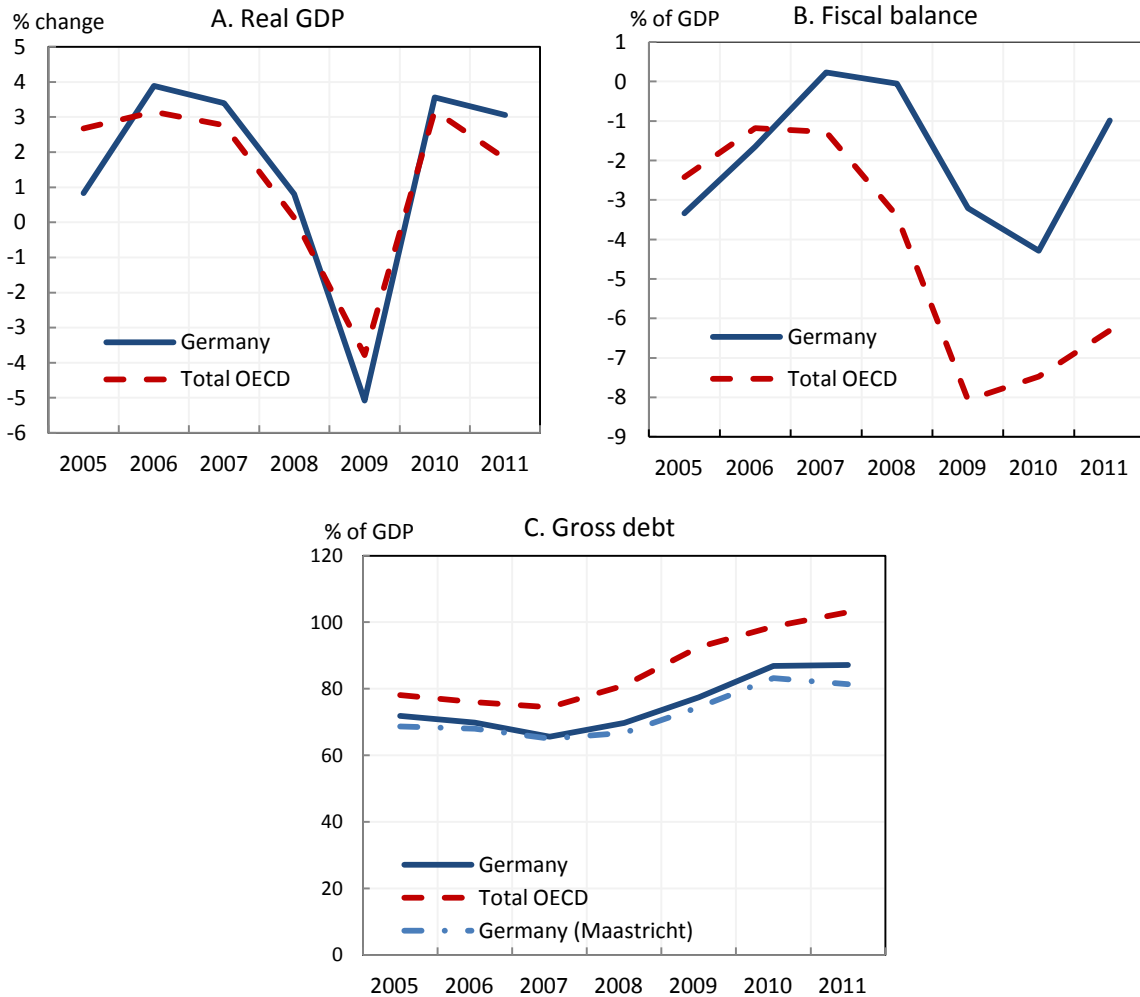 A. Real GDP
% change
5
4
3
2
1
0
-1
-2
-3
-4
-5
-6
Germany
Total OECD
2005 2006 2007 2008 2009 2010 2011
B. Fiscal balance
% of GDP
1
0
-1
-2
-3
-4
-5
-6
-7
-8
-9
Germany
Total OECD
2005 2006 2007 2008 2009 2010 2011
C. Gross debt
% of GDP
120
100
80
60
40
20
0
Germany
Total OECD
Germany (Maastricht)
2005 2006 2007 2008 2009 2010 2011